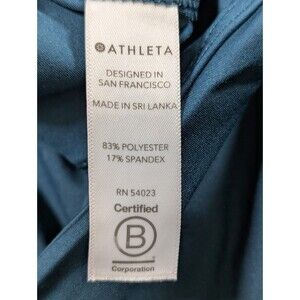 ATHLETA
DESIGNED IN
SAN FRANCISCO
MADE IN SRI LANKA
83% POLYESTER
17% SPANDEX
RN 54023
Certified
B
Corporation